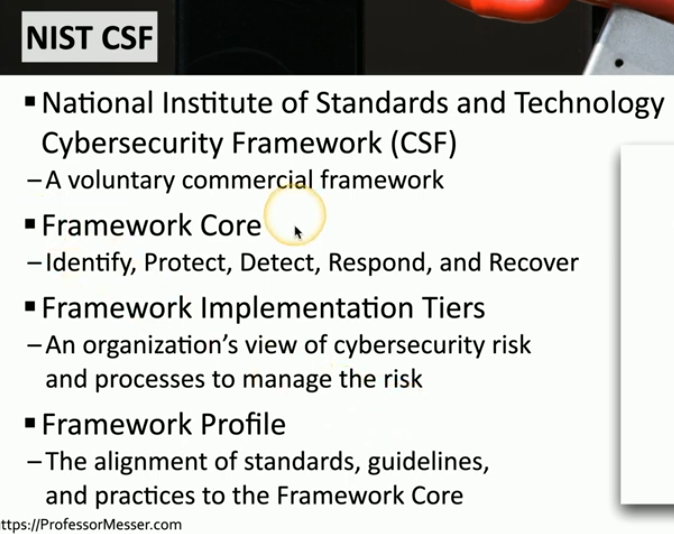 NIST CSF
▪ National Institute of Standards and Technology
Cybersecurity Framework (CSF)
– A voluntary commercial framework
▪ Framework Core
– Identify, Protect, Detect, Respond, and Recover
▪ Framework Implementation Tiers
– An organization's view of cybersecurity risk
and processes to manage the risk
▪ Framework Profile
– The alignment of standards, guidelines,
and practices to the Framework Core
ttps://ProfessorMesser.com